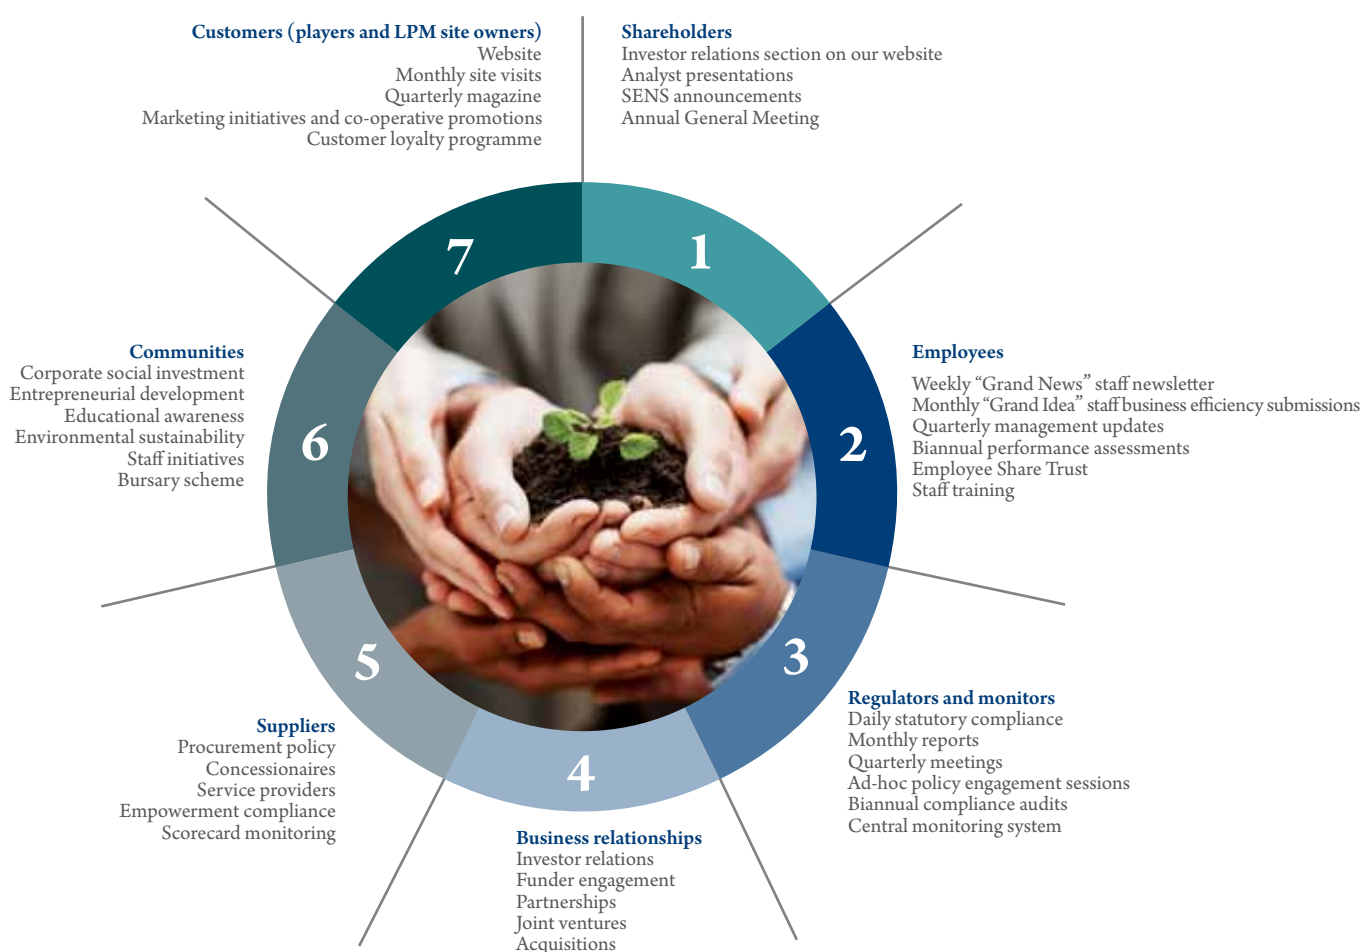 Customers (players and LPM site owners)
Website
Monthly site visits
Quarterly magazine
Marketing initiatives and co-operative promotions
Customer loyalty programme
Shareholders
Investor relations section on our website
Analyst presentations
SENS announcements
Annual General Meeting
7
1
Communities
Corporate social investment
Entrepreneurial development
Educational awareness
Environmental sustainability
Staff initiatives
Bursary scheme
6
2
Employees
Weekly “Grand News” staff newsletter
Monthly “Grand Idea” staff business efficiency submissions
Quarterly management updates
Biannual performance assessments
Employee Share Trust
Staff training
5
3
Suppliers
Procurement policy
Concessionaires
Service providers
Empowerment compliance
Scorecard monitoring
4
Regulators and monitors
Daily statutory compliance
Monthly reports
Quarterly meetings
Ad-hoc policy engagement sessions
Biannual compliance audits
Central monitoring system
Business relationships
Investor relations
Funder engagement
Partnerships
Joint ventures
Acquisitions